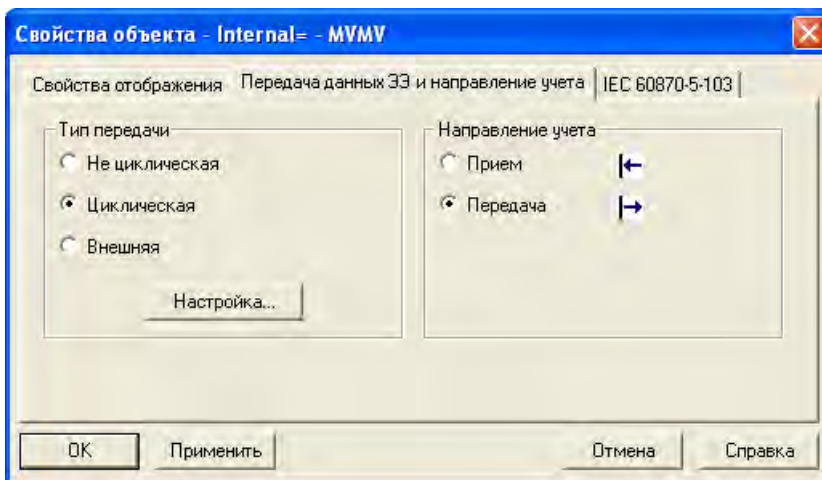 Свойства объекта - Internal= - MVMV
Свойства отображения Передача данных ЭЭ и направление учета IEC 60870-5-103
Тип передачи
Не циклическая
Циклическая
Внешняя
Настройка...
Направление учета
Прием
Передача
OK Применить Отмена Справка